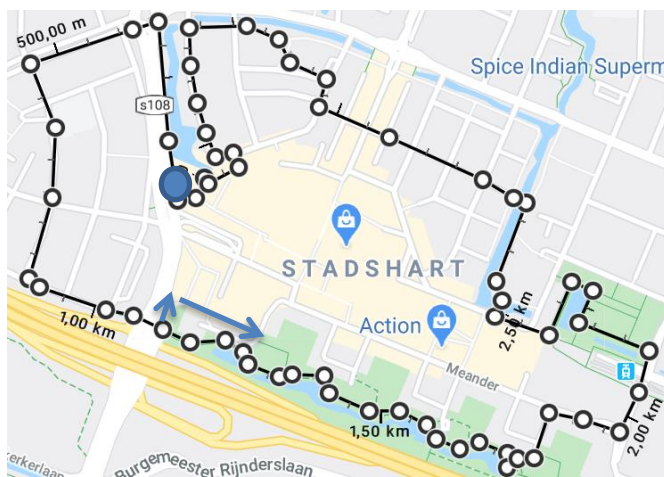 500,00 m
Spice Indian Superm
s108
STADSHART
1,00 km
Action
2,50 km
Meander
1,50 km
2,00 km
kerkerlaan
Burgemeester Rijnderslaan